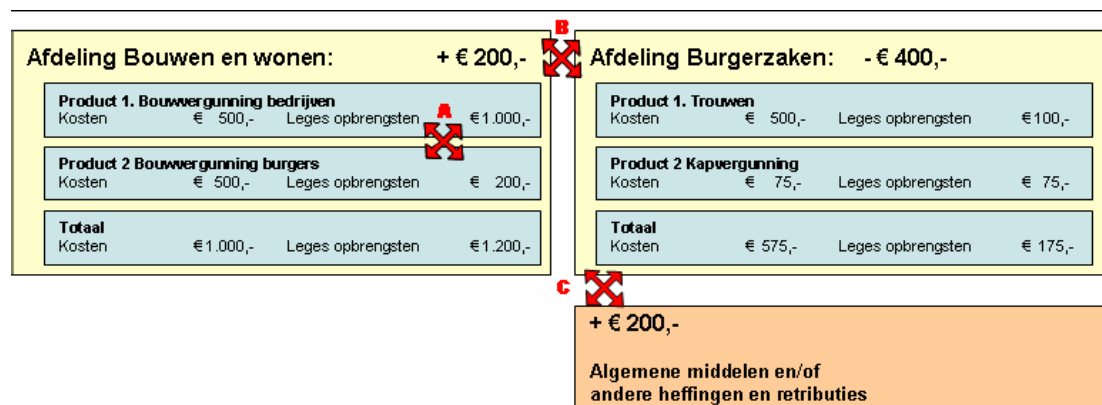 B
Afdeling Bouwen en wonen: + € 200,-
Product 1. Bouwvergunning bedrijven
A
Kosten € 500,- Leges opbrengsten €1.000,-
Product 2 Bouwvergunning burgers
Kosten € 500,- Leges opbrengsten € 200,-
Totaal
Kosten €1.000,- Leges opbrengsten €1.200,-
Afdeling Burgerzaken: - € 400,-
Product 1. Trouwen
Kosten € 500,- Leges opbrengsten €100,-
Product 2 Kapvergunning
Kosten € 75,- Leges opbrengsten € 75,-
Totaal
Kosten € 575,- Leges opbrengsten € 175,-
C
+ € 200,-
Algemene middelen en/of
andere heffingen en retributies